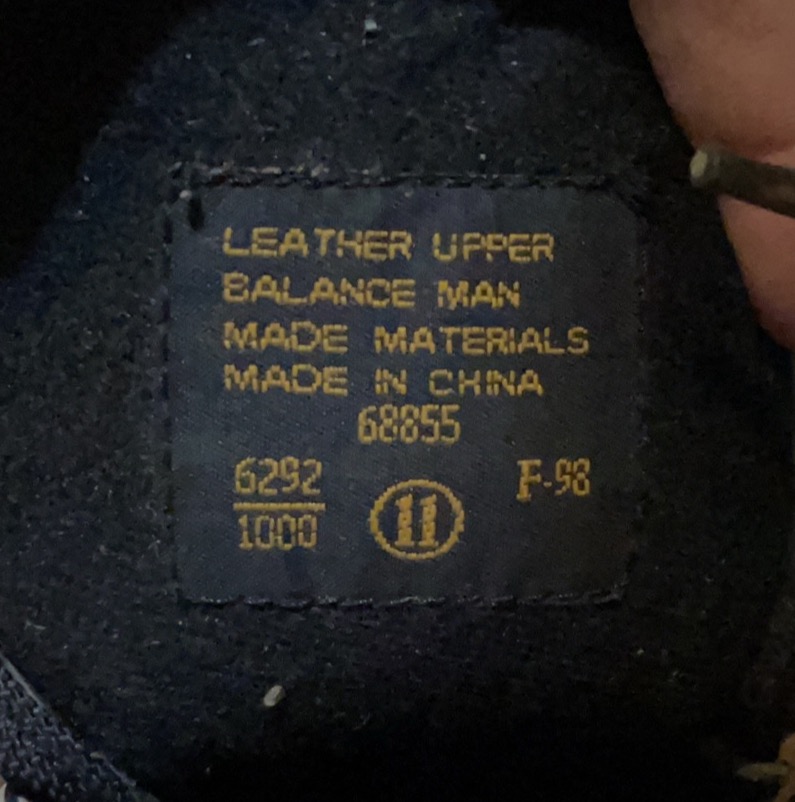 LEATHER UPPER
BALANCE MAN
MADE MATERIALS
MADE IN CHINA
68855
6292
1000
11
F-98